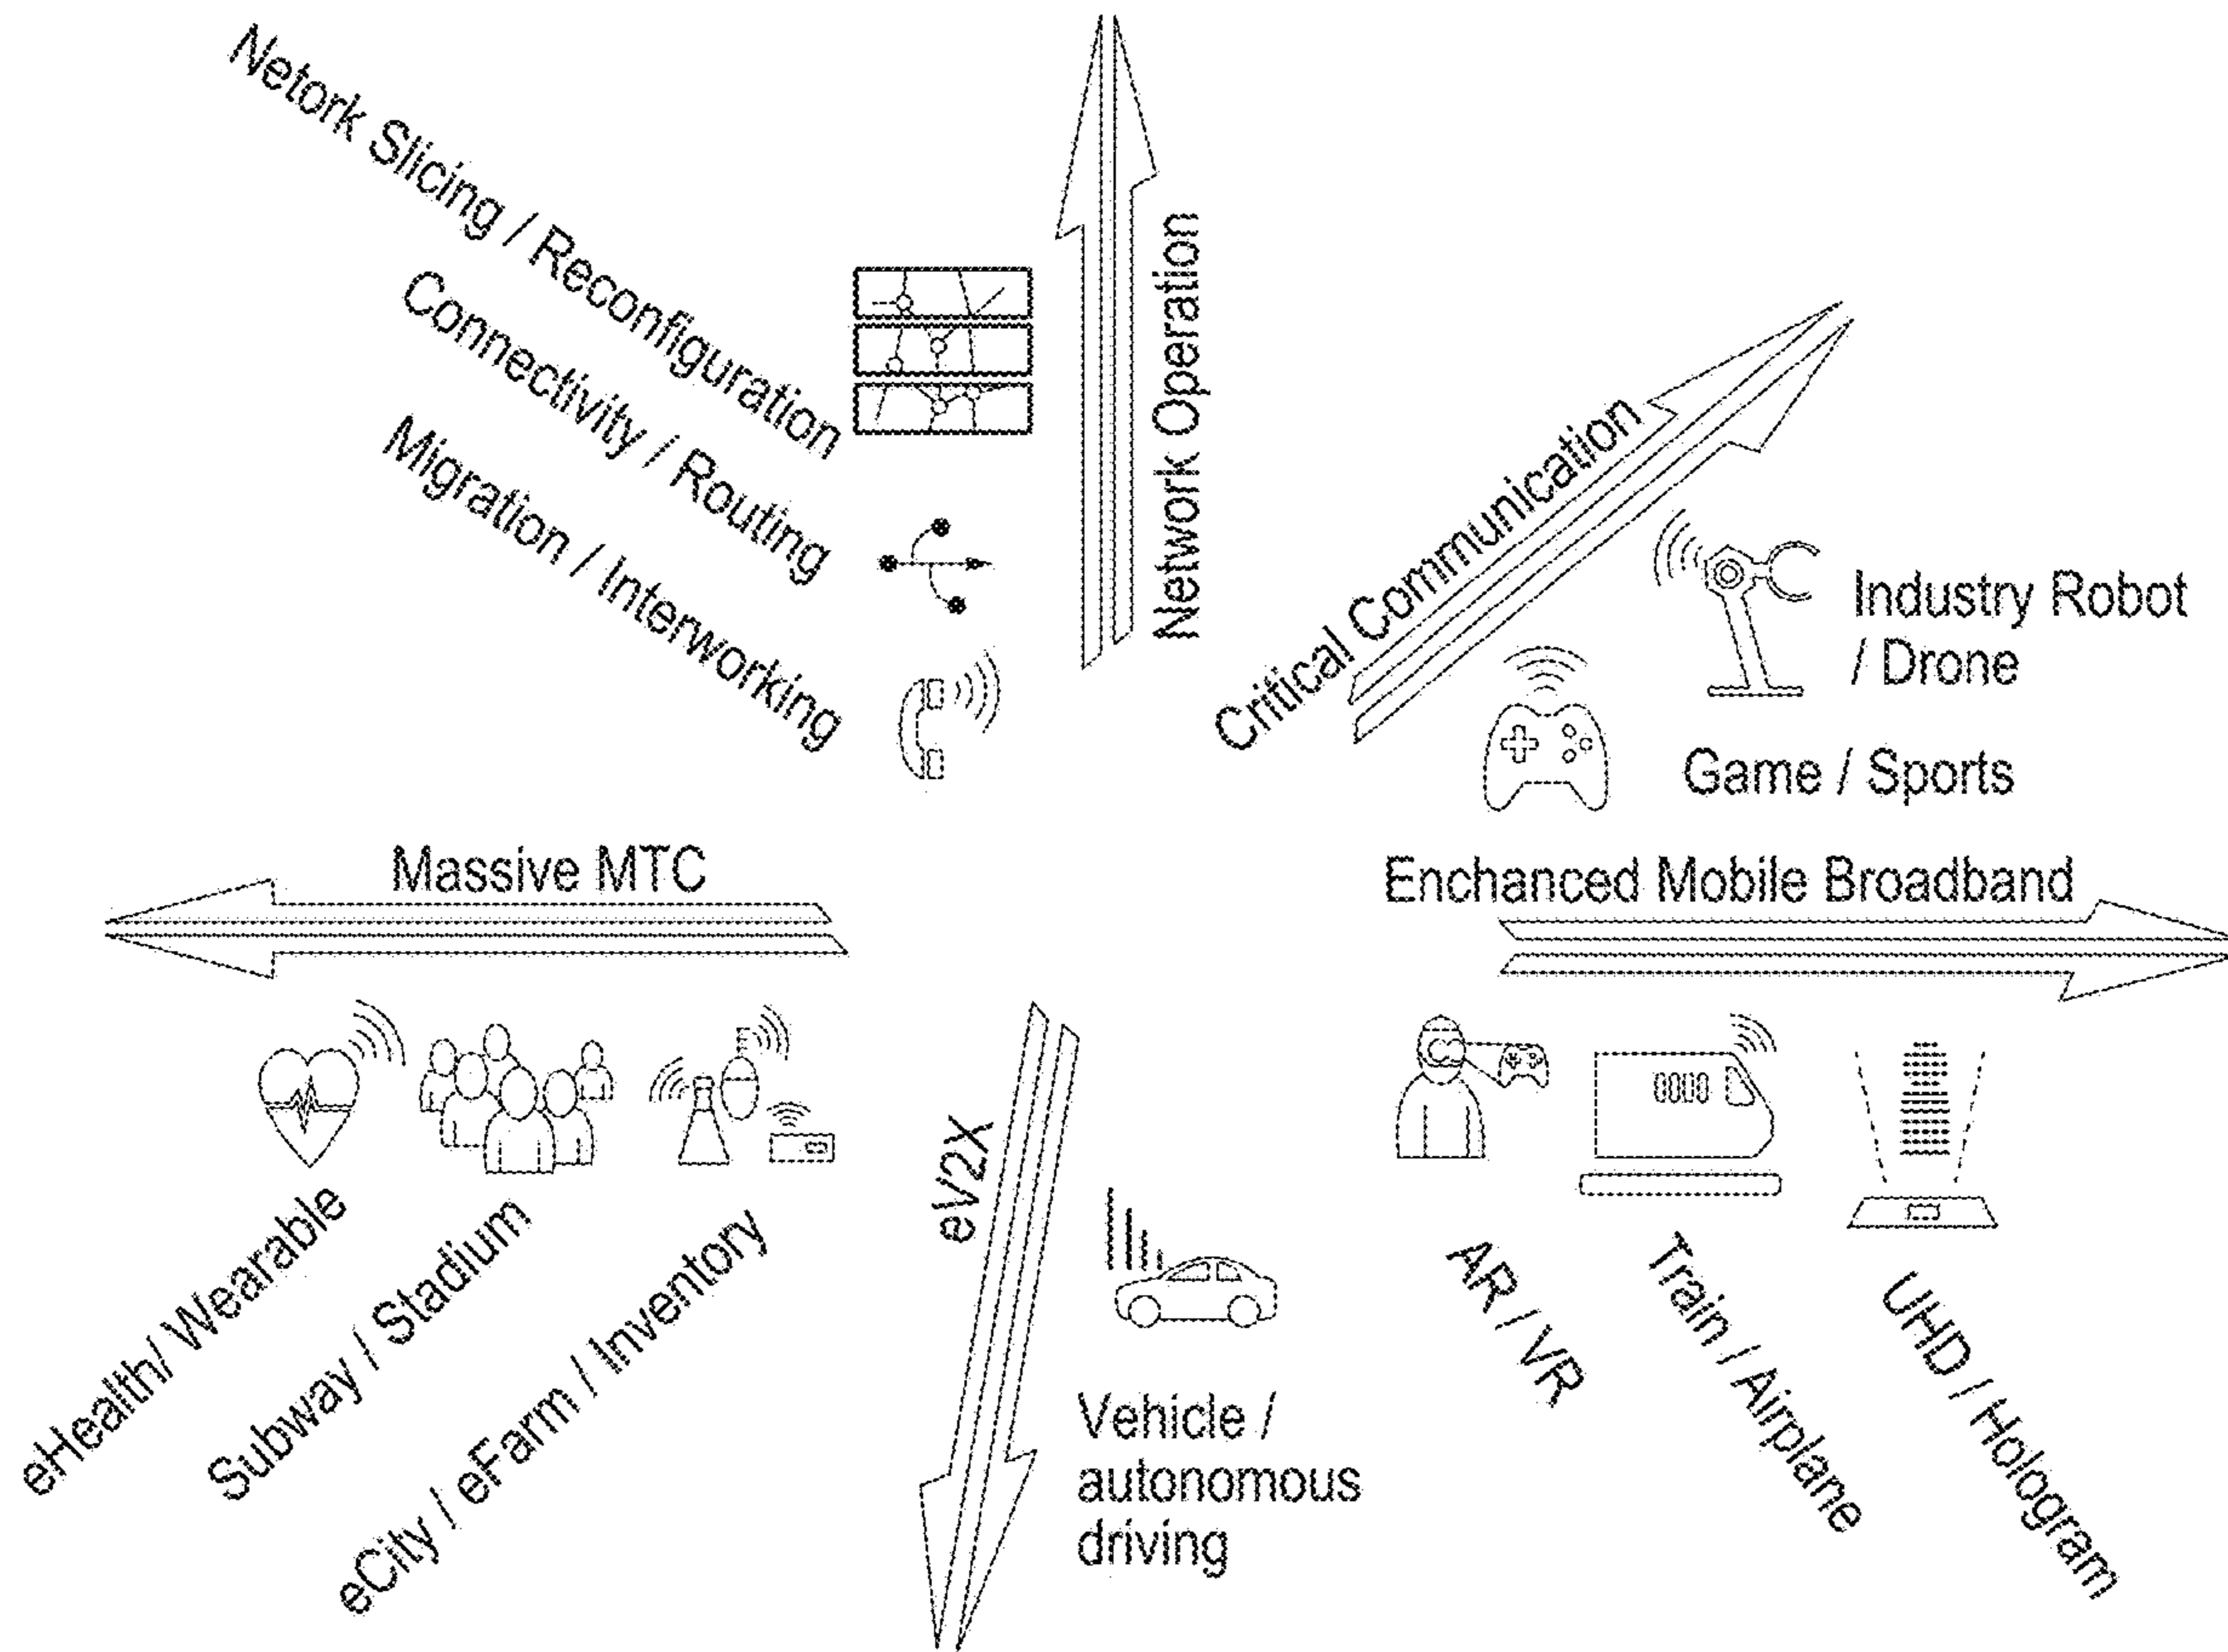 Netork Slicing / Reconfiguration
Connectivity / Routing
Migration / Interworking
Network Operation
Critical Communication
Industry Robot
/ Drone
Game / Sports
Massive MTC
Enchanced Mobile Broadband
eHealth/ Wearable
Subway / Stadium
eCity / eFarm / Inventory
eV2X
Vehicle /
autonomous
driving
AR / VR
Train / Airplane
UHD / Hologram